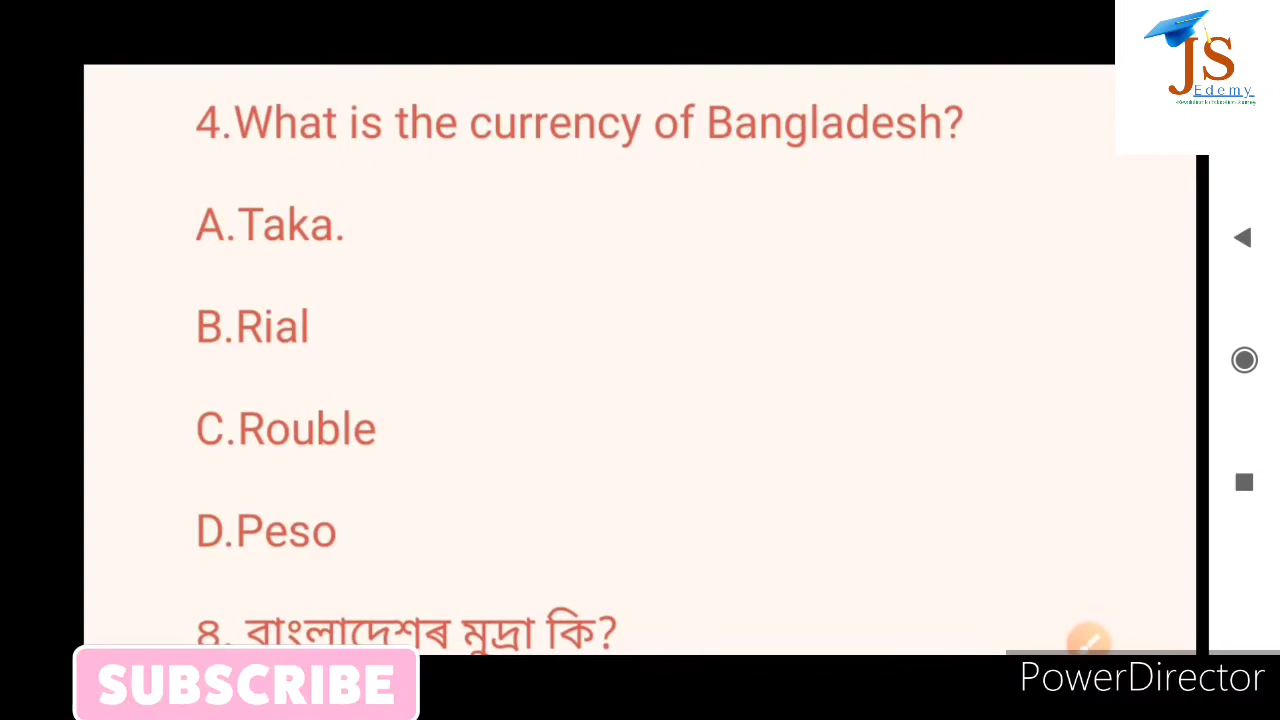 JS
Edemy
4.What is the currency of Bangladesh?
A.Taka.
B.Rial
C.Rouble
D.Peso
৪. বাংলাদেশৰ মুদ্ৰা কি?
SUBSCRIBE
PowerDirector